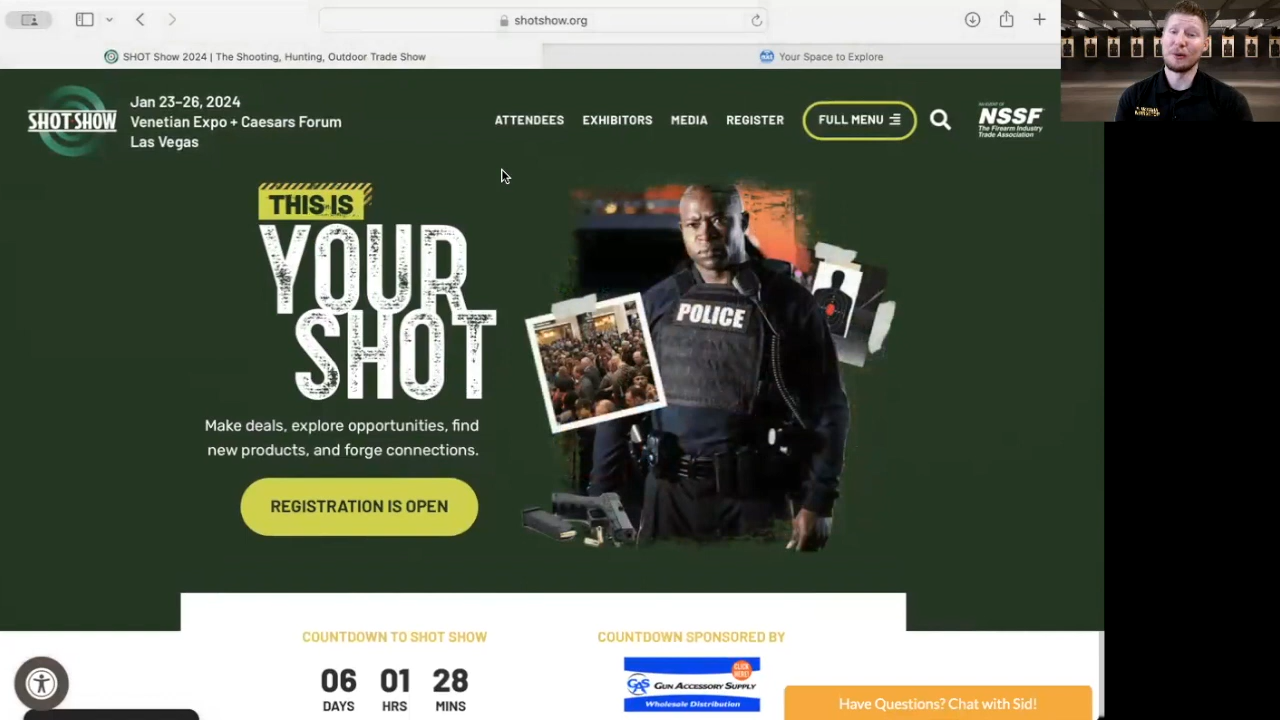 shotshow.org
SHOT Show 2024 | The Shooting, Hunting, Outdoor Trade Show
Your Space to Explore
SHOT SHOW
Jan 23-26, 2024
Venetian Expo + Caesars Forum
Las Vegas
ATTENDEES
EXHIBITORS
MEDIA
REGISTER
FULL MENU
NSSF
The Firearm Industry
Trade Association
THIS IS
YOUR
SHOT
POLICE
Make deals, explore opportunities, find
new products, and forge connections.
REGISTRATION IS OPEN
COUNTDOWN TO SHOT SHOW
06 01 28
DAYS HRS MINS
COUNTDOWN SPONSORED BY
CLICK HERE!
GAS GUN ACCESSORY SUPPLY
Wholesale Distribution
Have Questions? Chat with Sid!